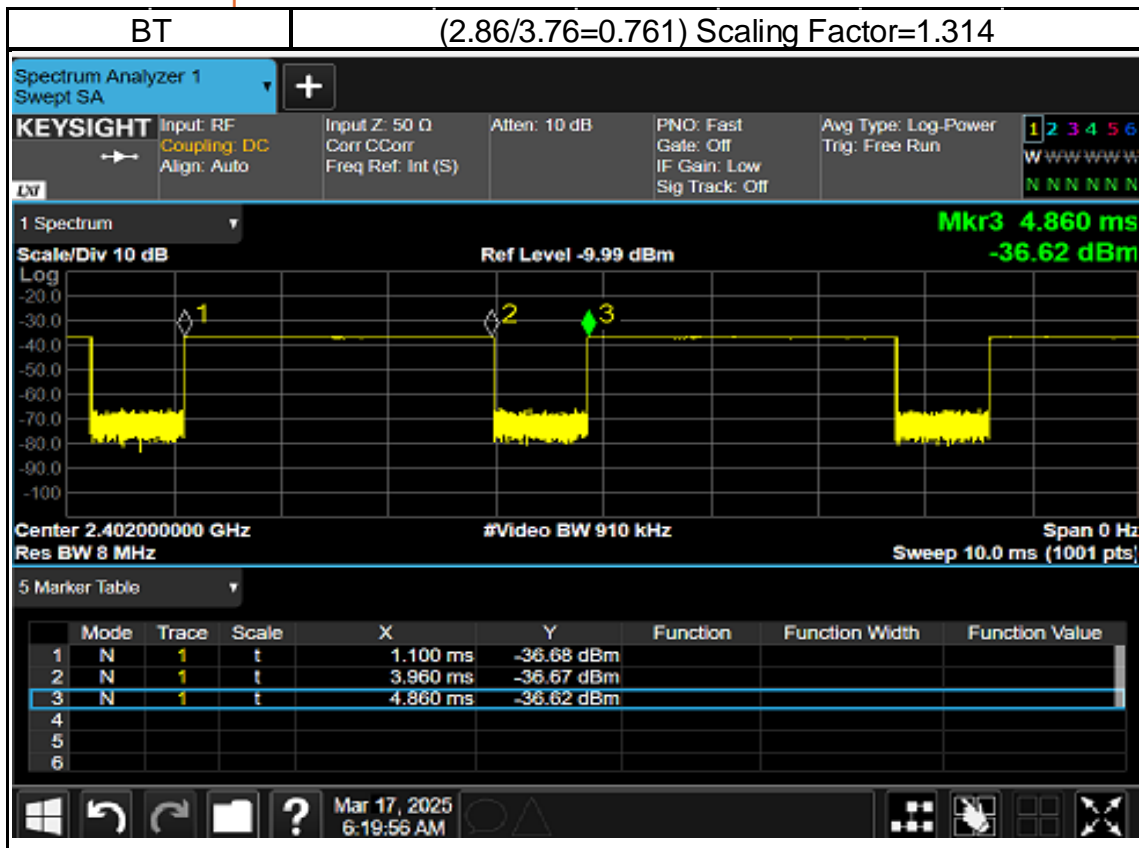 BT (2.86/3.76=0.761) Scaling Factor=1.314
Spectrum Analyzer 1
Swept SA
+
KEYSIGHT Input: RF Input Z: 50 Ω Atten: 10 dB PNO: Fast Avg Type: Log-Power 1 2 3 4 5 6
Coupling: DC Corr CCorr Gate: Off Trig: Free Run
Align: Auto Freq Ref: Int (S) IF Gain: Low W W W W W W
LXI Sig Track: Off N N N N N N
1 Spectrum Mkr3 4.860 ms
Scale/Div 10 dB Ref Level -9.99 dBm -36.62 dBm
Log
-20.0
-30.0
-40.0
-50.0
-60.0
-70.0
-80.0
-90.0
-100
1 2 3
Center 2.402000000 GHz #Video BW 910 kHz Span 0 Hz
Res BW 8 MHz Sweep 10.0 ms (1001 pts)
5 Marker Table
Mode Trace Scale X Y Function Function Width Function Value
1 N 1 t 1.100 ms -36.68 dBm
2 N 1 t 3.960 ms -36.67 dBm
3 N 1 t 4.860 ms -36.62 dBm
4
5
6
? Mar 17, 2025
6:19:56 AM